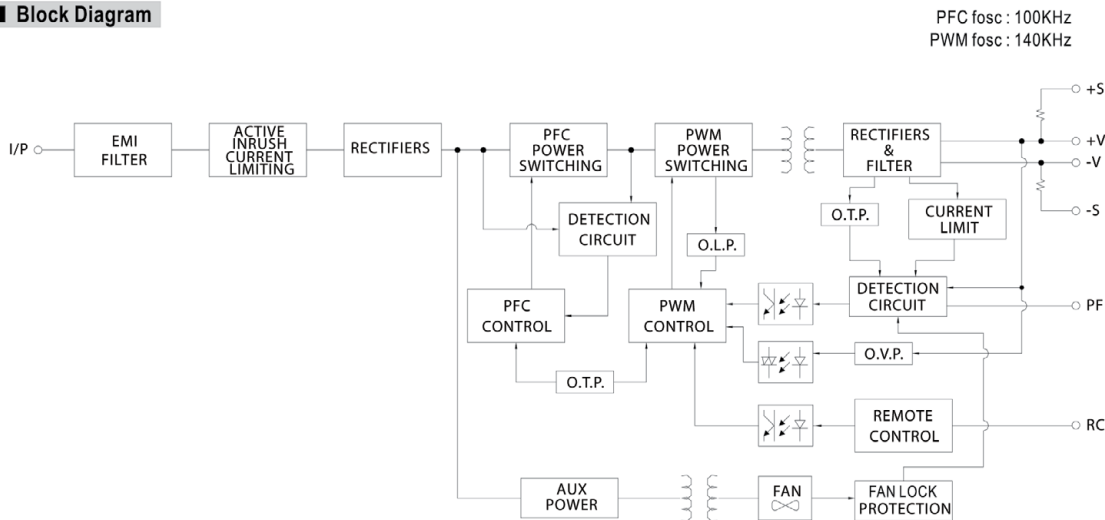 Block Diagram
PFC fosc : 100KHz
PWM fosc : 140KHz
+S
I/P
EMI
FILTER
ACTIVE
INRUSH
CURRENT
LIMITING
RECTIFIERS
PFC
POWER
SWITCHING
PWM
POWER
SWITCHING
RECTIFIERS
&
FILTER
+V
-V
DETECTION
CIRCUIT
O.L.P.
O.T.P.
CURRENT
LIMIT
-S
PFC
CONTROL
PWM
CONTROL
DETECTION
CIRCUIT
PF
O.T.P.
O.V.P.
REMOTE
CONTROL
RC
AUX
POWER
FAN
FAN LOCK
PROTECTION